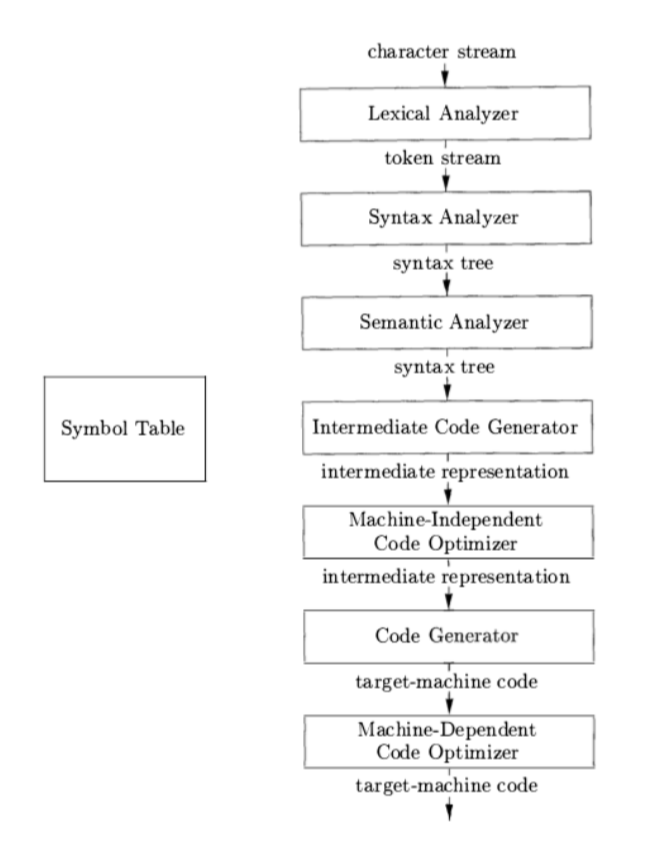 character stream
Lexical Analyzer
token stream
Syntax Analyzer
syntax tree
Semantic Analyzer
syntax tree
Symbol Table
Intermediate Code Generator
intermediate representation
Machine-Independent
Code Optimizer
intermediate representation
Code Generator
target-machine code
Machine-Dependent
Code Optimizer
target-machine code